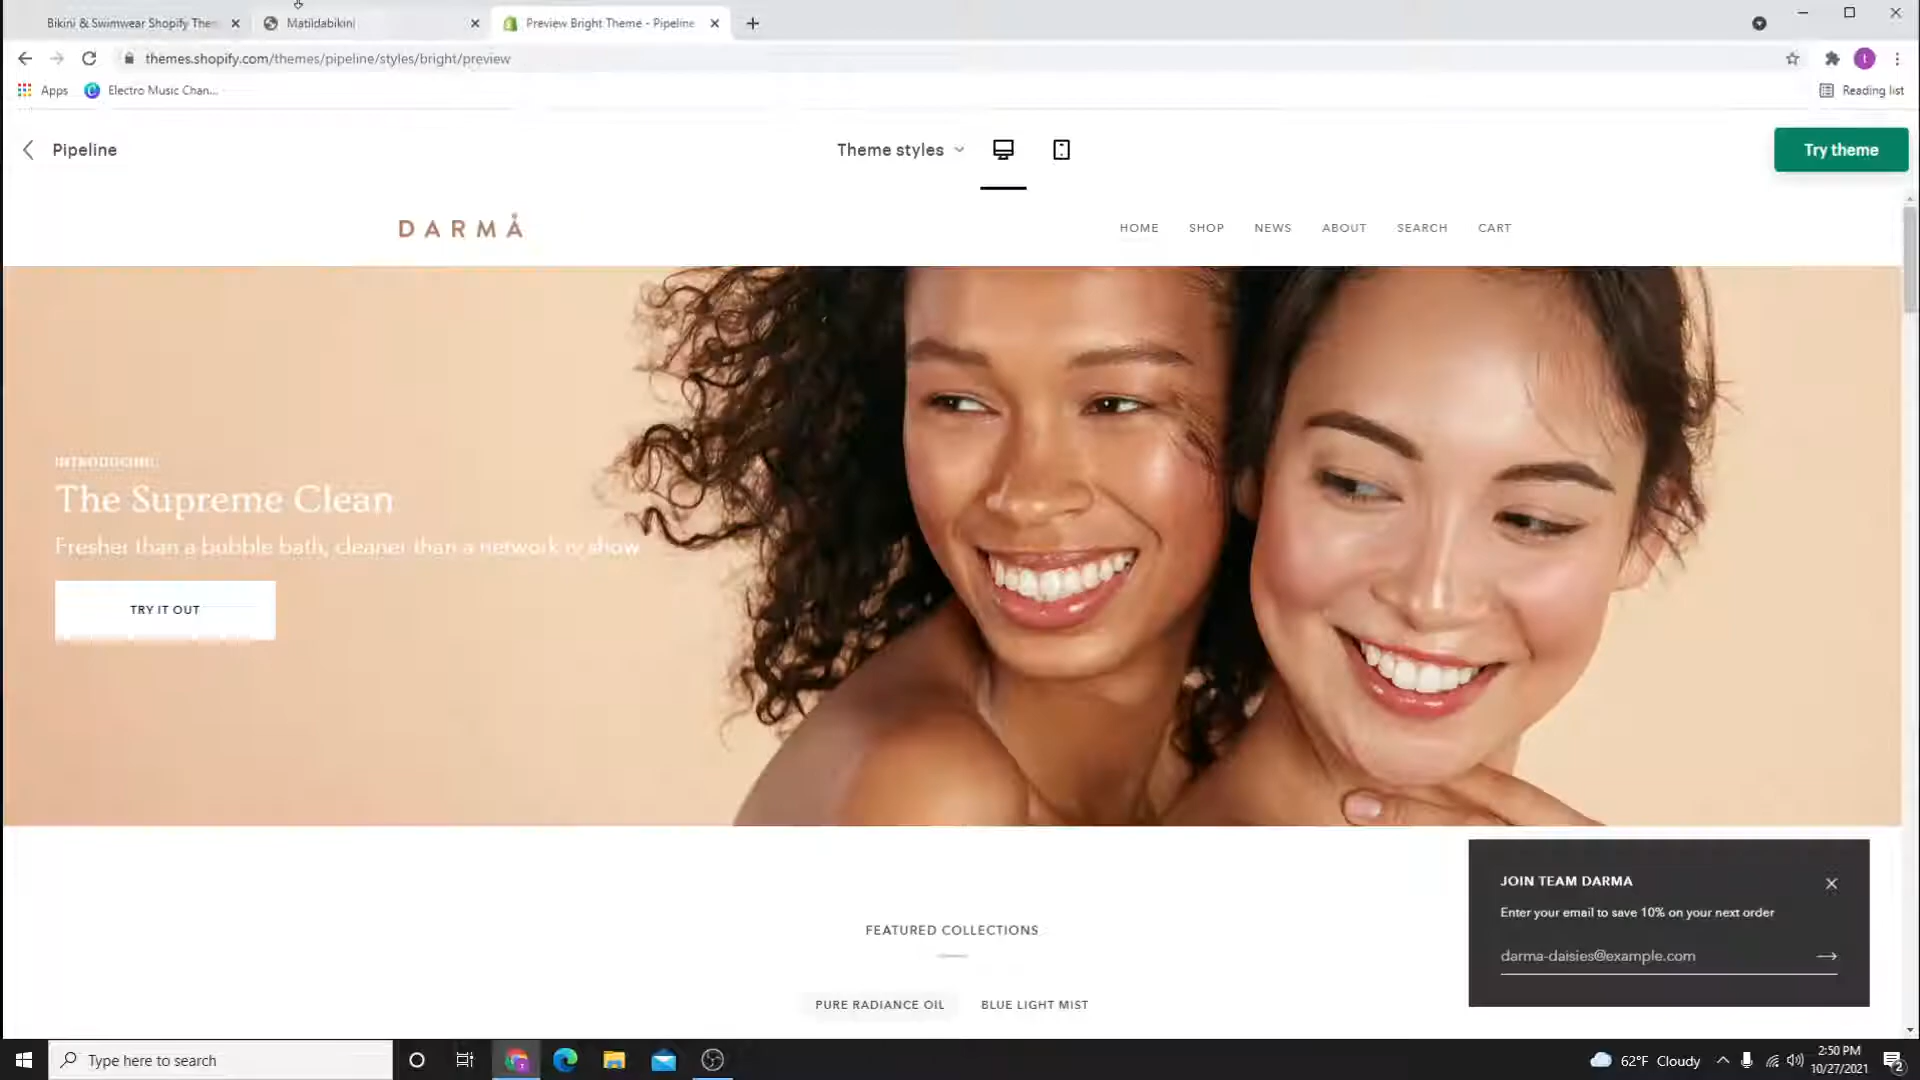 Bikini & Swimwear Shopify The
Matildabikini
Preview Bright Theme - Pipeline
themes.shopify.com/themes/pipeline/styles/bright/preview
Apps
Electro Music Chan...
Reading list
Pipeline
Theme styles
Try theme
DARMÅ
HOME
SHOP
NEWS
ABOUT
SEARCH
CART
INTRODUCING:
The Supreme Clean
Fresher than a bubble bath, cleaner than a network tv show
TRY IT OUT
JOIN TEAM DARMA
Enter your email to save 10% on your next order
darma-daisies@example.com
FEATURED COLLECTIONS
PURE RADIANCE OIL
BLUE LIGHT MIST
Type here to search
62°F Cloudy
2:50 PM
10/27/2021
2